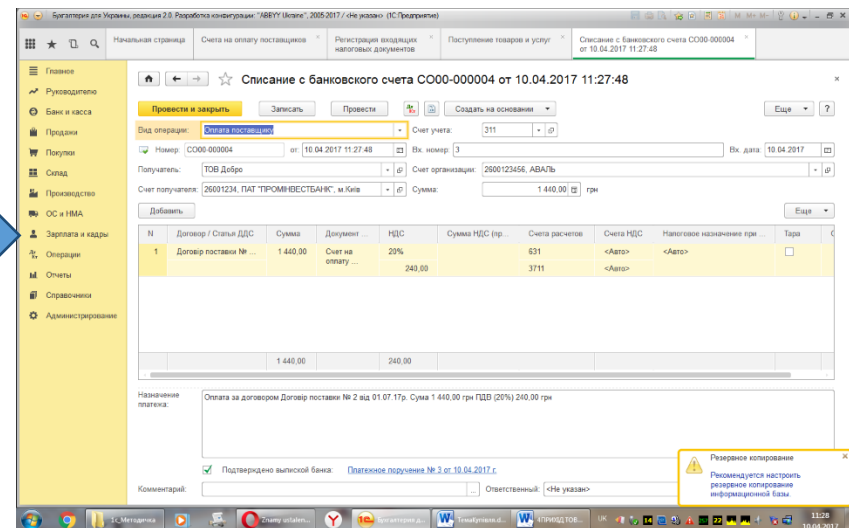 Бухгалтерия для Украины, редакция 2.0. Разработка конфигурации: "ABBYY Ukraine", 2005-2017 / <Не указан> (1С:Предприятие)
M M+ M-
Начальная страница
Счета на оплату поставщиков
Регистрация входящих налоговых документов
Поступление товаров и услуг
Списание с банковского счета СО00-000004 от 10.04.2017 11:27:48
Главное
Руководителю
Банк и касса
Продажи
Покупки
Склад
Производство
ОС и НМА
Зарплата и кадры
Операции
Отчеты
Справочники
Администрирование
Списание с банковского счета СО00-000004 от 10.04.2017 11:27:48
Провести и закрыть Записать Провести Создать на основании Еще ?
Вид операции: Оплата поставщику Счет учета: 311
Номер: СО00-000004 от: 10.04.2017 11:27:48 Вх. номер: 3 Вх. дата: 10.04.2017
Получатель: ТОВ Добро Счет организации: 2600123456, АВАЛЬ
Счет получателя: 26001234, ПАТ "ПРОМІНВЕСТБАНК", м.Київ Сумма: 1 440,00 грн
Добавить Еще
N Договор / Статья ДДС Сумма Документ ... НДС Сумма НДС (пр... Счета расчетов Счета НДС Налоговое назначение при ... Тара
1 Договір поставки № ... 1 440,00 Счет на оплату ... 20% 631 <Авто> <Авто>
240,00 3711 <Авто>
1 440,00 240,00
Назначение платежа:
Оплата за договором Договір поставки № 2 від 01.07.17р. Сума 1 440,00 грн ПДВ (20%) 240,00 грн
Подтверждено выпиской банка: Платежное поручение № 3 от 10.04.2017 г.
Комментарий: Ответственный: <Не указан>
Резервное копирование
Рекомендуется настроить
резервное копирование
информационной базы.
1с_Методичка
Znamy ustalen...
Бухгалтерия д...
UK
11:28
10.04.2017